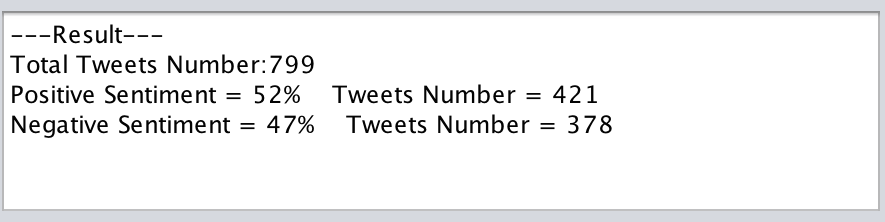 ---Result---
Total Tweets Number:799
Positive Sentiment = 52%    Tweets Number = 421
Negative Sentiment = 47%    Tweets Number = 378